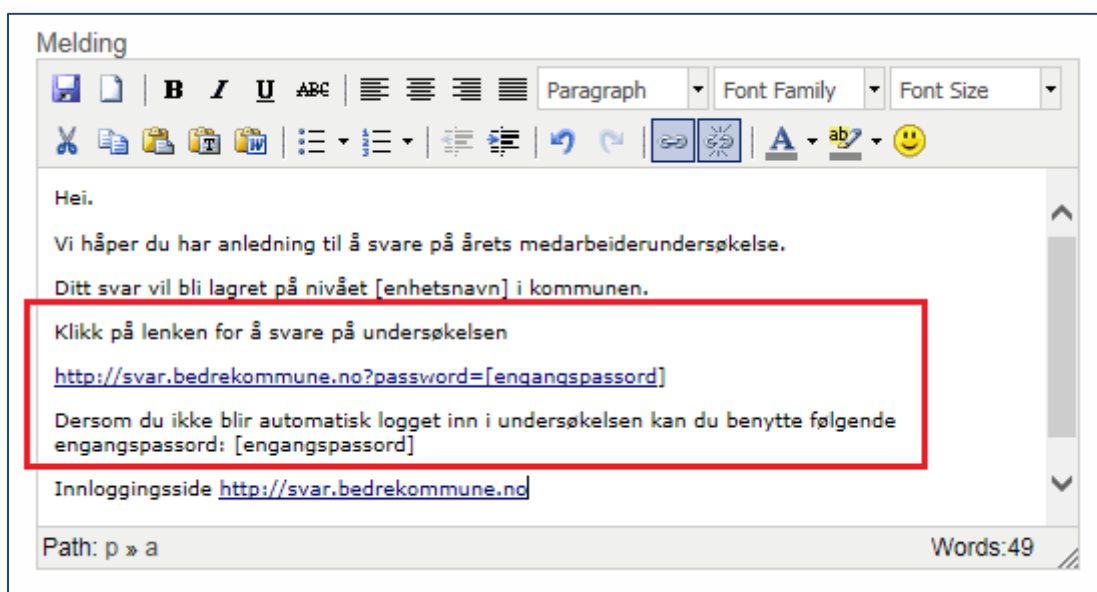 Melding
B I U ABC Paragraph Font Family Font Size
A ab
Hei.
Vi håper du har anledning til å svare på årets medarbeiderundersøkelse.
Ditt svar vil bli lagret på nivået [enhetsnavn] i kommunen.
Klikk på lenken for å svare på undersøkelsen
http://svar.bedrekommune.no?password=[engangspassord]
Dersom du ikke blir automatisk logget inn i undersøkelsen kan du benytte følgende
engangspassord: [engangspassord]
Innloggingsside http://svar.bedrekommune.no
Path: p » a Words:49